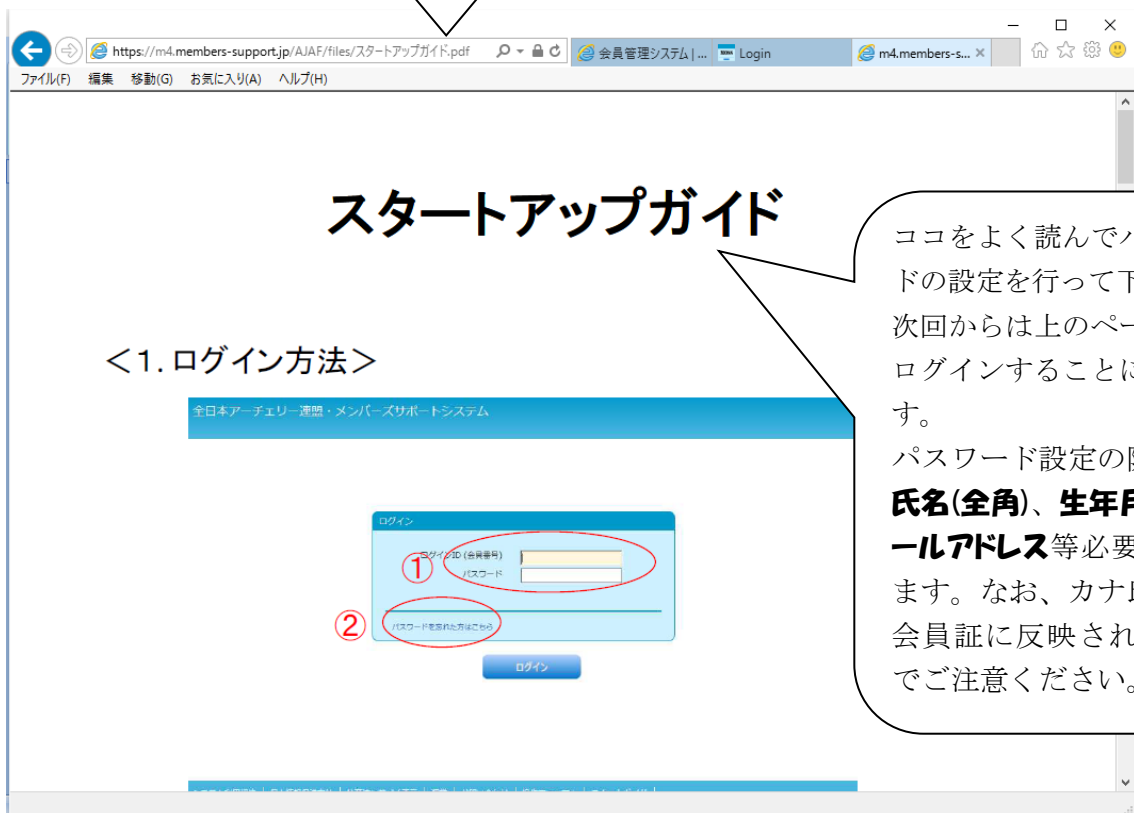 https://m4.members-support.jp/AJAF/files/スタートアップガイド.pdf
会員管理システム | ...
Login
m4.members-s...
ファイル(F) 編集 移動(G) お気に入り(A) ヘルプ(H)
スタートアップガイド
<1.ログイン方法>
全日本アーチェリー連盟・メンバーズサポートシステム
ログイン
ログインID (会員番号)
パスワード
①
②
パスワードを忘れた方はこちら
ログイン
ココをよく読んでパ
ドの設定を行って下
次回からは上のペー
ログインすることに
す。
パスワード設定の際
氏名(全角)、生年月
ールアドレス等必要
ます。なお、カナ氏
会員証に反映され
でご注意ください。